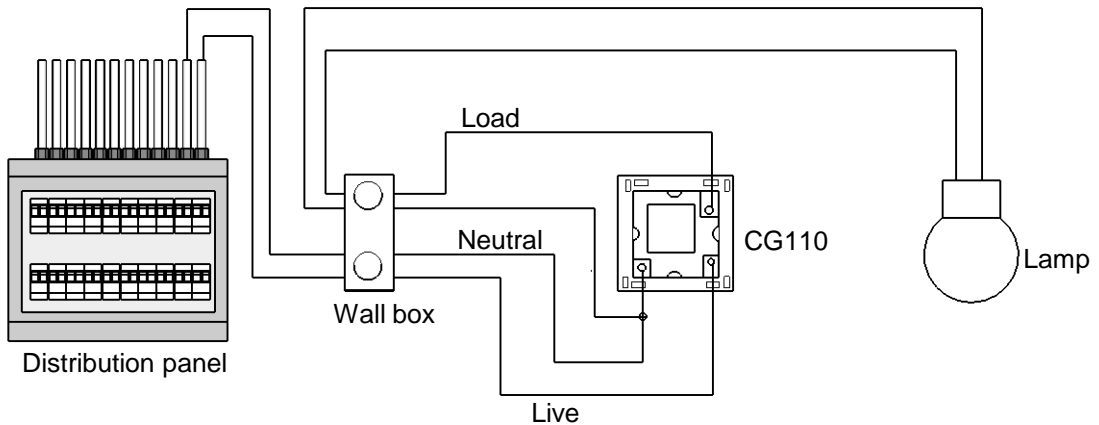 Load
Neutral
CG110
Lamp
Wall box
Distribution panel
Live